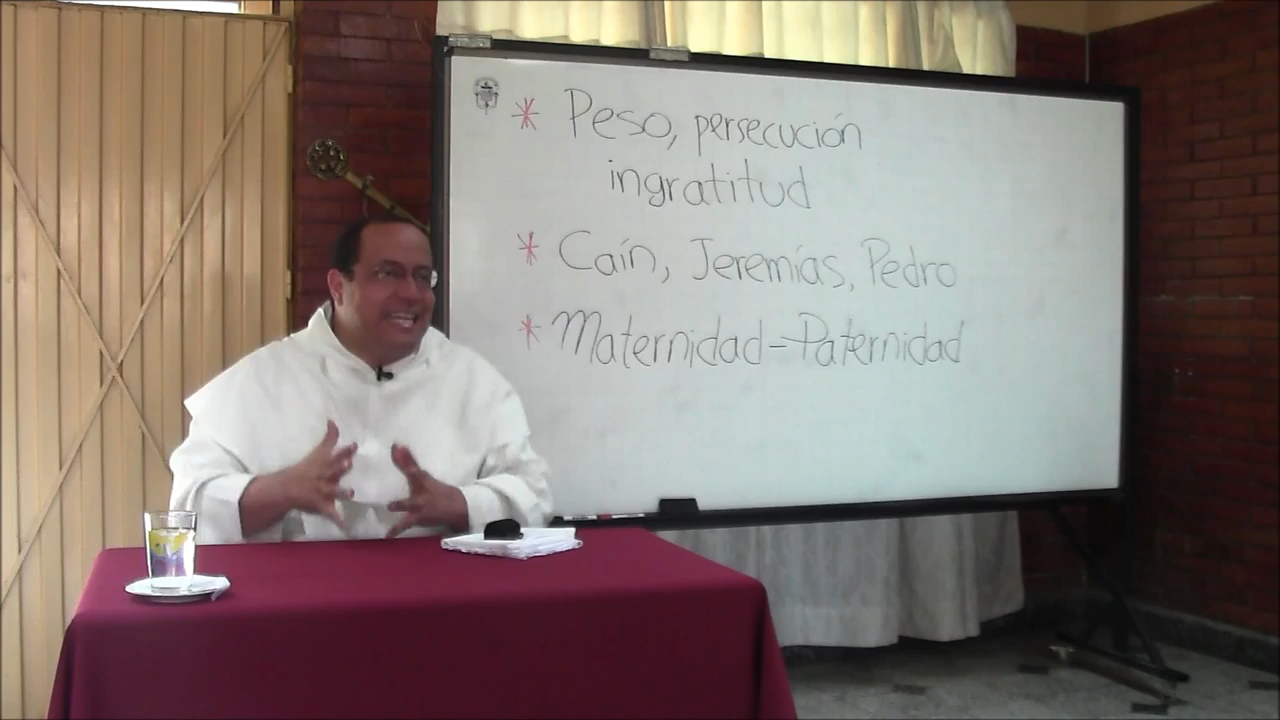 * Peso, persecución
ingratitud
* Caín, Jeremías, Pedro
* Maternidad-Paternidad